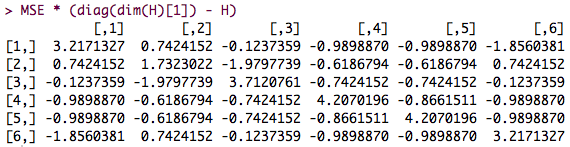 > MSE * (diag(dim(H)[1]) - H)
[,1] [,2] [,3] [,4] [,5] [,6]
[1,] 3.2171327 0.7424152 -0.1237359 -0.9898870 -0.9898870 -1.8560381
[2,] 0.7424152 1.7323022 -1.9797739 -0.6186794 -0.6186794 0.7424152
[3,] -0.1237359 -1.9797739 3.7120761 -0.7424152 -0.7424152 -0.1237359
[4,] -0.9898870 -0.6186794 -0.7424152 4.2070196 -0.8661511 -0.9898870
[5,] -0.9898870 -0.6186794 -0.7424152 -0.8661511 4.2070196 -0.9898870
[6,] -1.8560381 0.7424152 -0.1237359 -0.9898870 -0.9898870 3.2171327